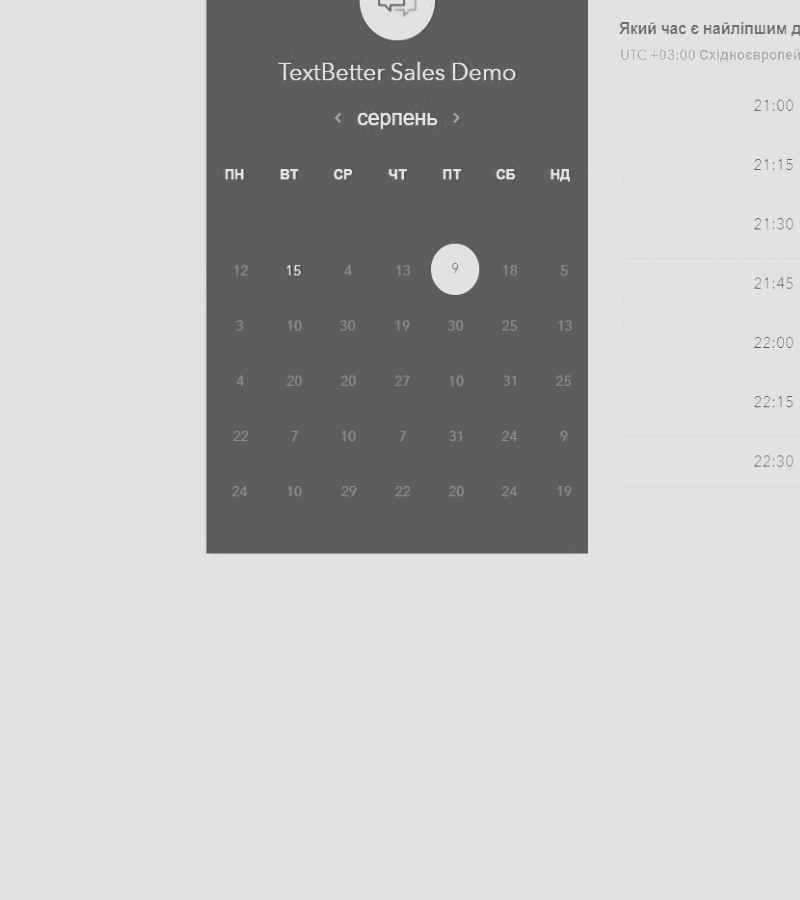 TextBetter Sales Demo
‹ серпень ›
ПН ВТ СР ЧТ ПТ СБ НД
12 15 4 13 9 18 5
3 10 30 19 30 25 13
4 20 20 27 10 31 25
22 7 10 7 31 24 9
24 10 29 22 20 24 19
Який час є найліпшим д
UTC +03:00 Східноєвропей
21:00
21:15
21:30
21:45
22:00
22:15
22:30